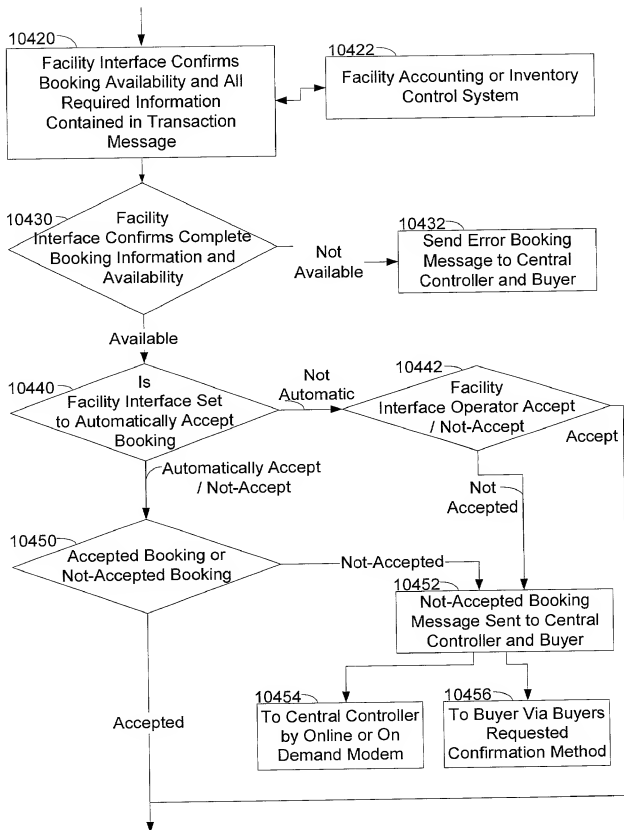 10420
Facility Interface Confirms
Booking Availability and All
Required Information
Contained in Transaction
Message
10422
Facility Accounting or Inventory
Control System
10430
Facility
Interface Confirms Complete
Booking Information and
Availability
Not
Available
10432
Send Error Booking
Message to Central
Controller and Buyer
Available
10440
Is
Facility Interface Set
to Automatically Accept
Booking
Not
Automatic
10442
Facility
Interface Operator Accept
/ Not-Accept
Accept
Automatically Accept
/ Not-Accept
Not
Accepted
10450
Accepted Booking or
Not-Accepted Booking
Not-Accepted
10452
Not-Accepted Booking
Message Sent to Central
Controller and Buyer
10454
To Central Controller
by Online or On
Demand Modem
10456
To Buyer Via Buyers
Requested
Confirmation Method
Accepted